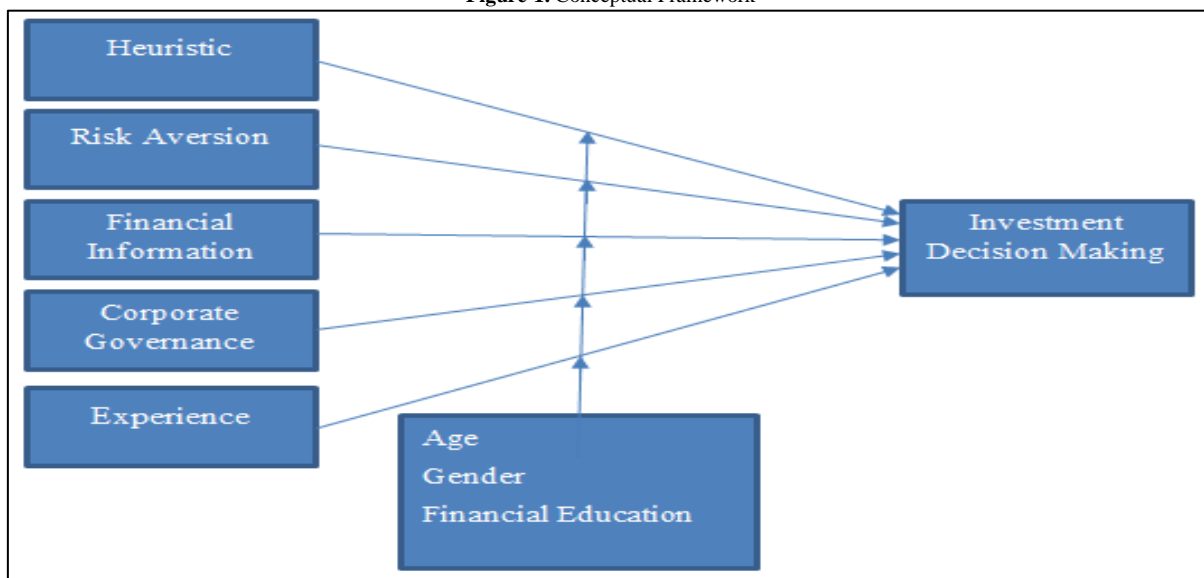 Figure 1. Conceptual Framework
Heuristic
Risk Aversion
Financial
Information
Corporate
Governance
Experience
Age
Gender
Financial Education
Investment
Decision Making